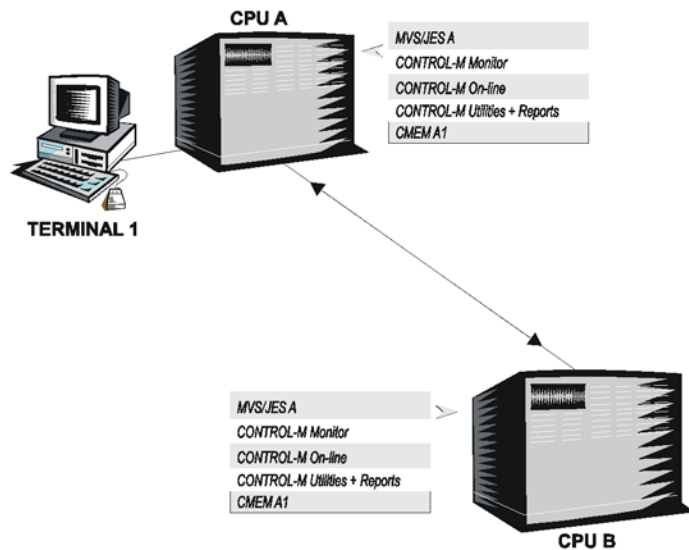 CPU A
MVS/JES A
CONTROL-M Monitor
CONTROL-M On-line
CONTROL-M Utilities + Reports
CMEM A1
TERMINAL 1
MVS/JES A
CONTROL-M Monitor
CONTROL-M On-line
CONTROL-M Utilities + Reports
CMEM A1
CPU B